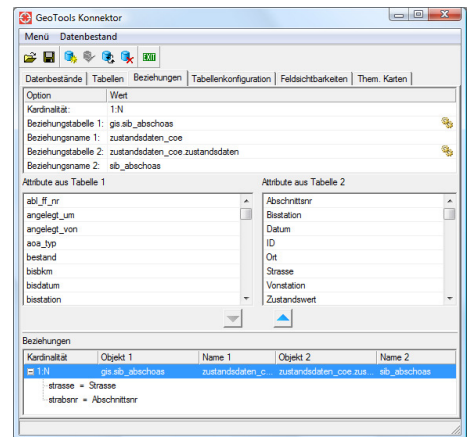 GeoTools Konnektor
Menü Datenbestand
EXIT
Datenbestände Tabellen Beziehungen Tabellenkonfiguration Feldsichtbarkeiten Them. Karten
Option Wert
Kardinalität: 1:N
Beziehungstabelle 1: gis.sib_abschoas
Beziehungsname 1: zustandsdaten_coe
Beziehungstabelle 2: zustandsdaten_coe.zustandsdaten
Beziehungsname 2: sib_abschoas
Attribute aus Tabelle 1 Attribute aus Tabelle 2
abl_ff_nr Abschnittsnr
angelegt_um Bisstation
angelegt_von Datum
aoa_typ ID
bestand Ort
bisbkm Strasse
bisdatum Vonstation
bisstation Zustandswert
Beziehungen
Kardinalität Objekt 1 Name 1 Objekt 2 Name 2
1:N gis.sib_abschoas zustandsdaten_c... zustandsdaten_coe.zus... sib_abschoas
strasse = Strasse
strabsnr = Abschnittsnr